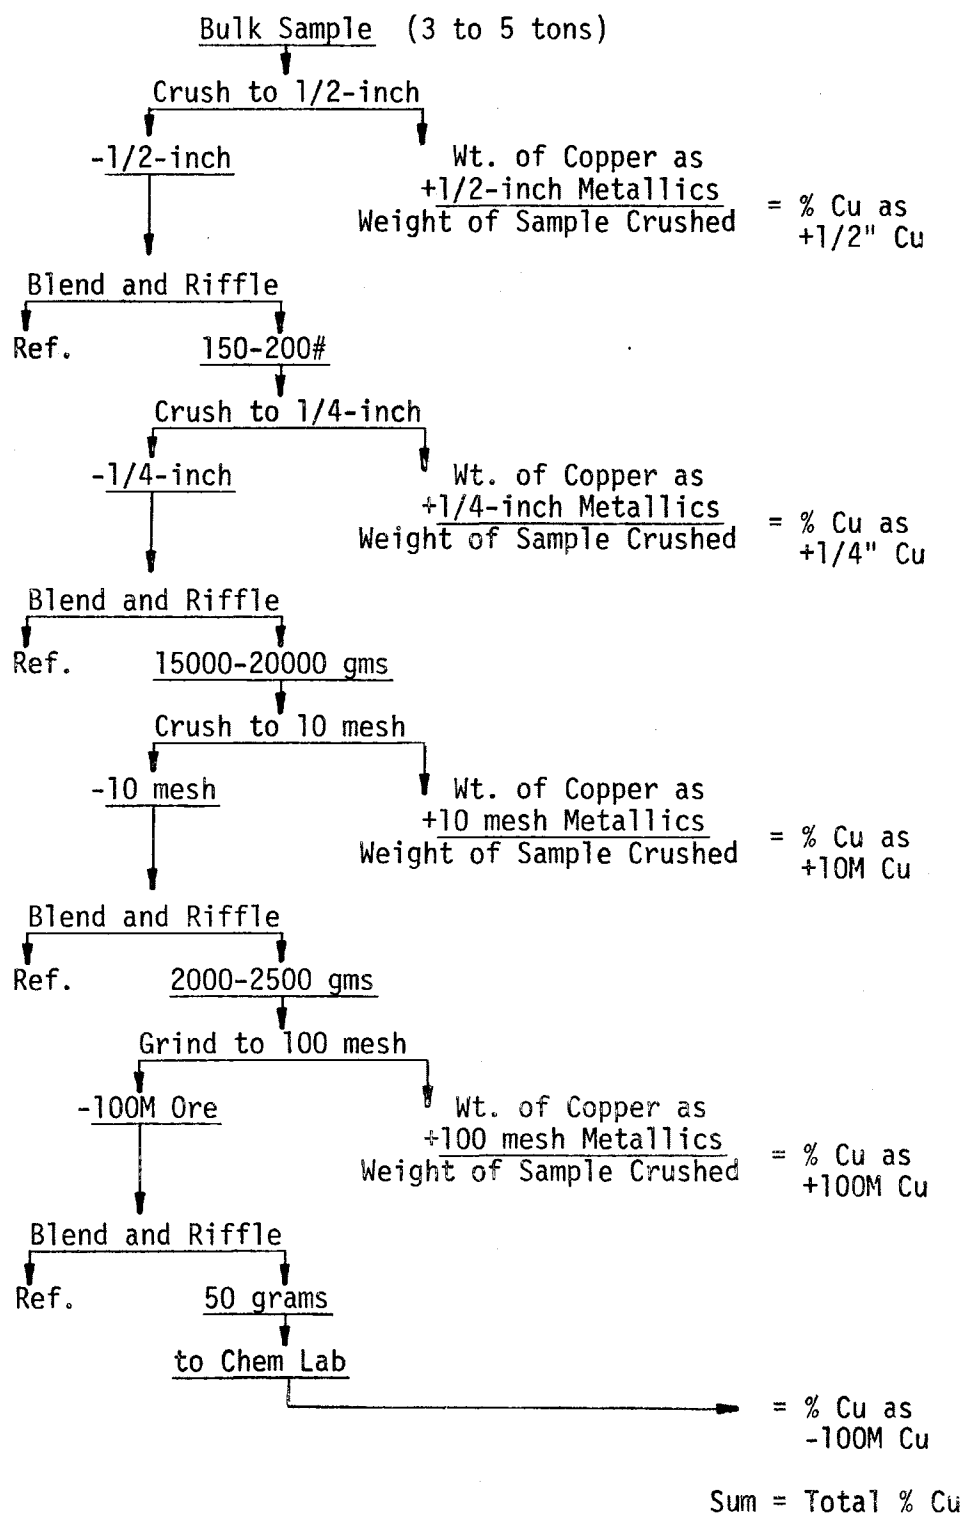 Bulk Sample (3 to 5 tons)
Crush to 1/2-inch
-1/2-inch
Wt. of Copper as
+1/2-inch Metallics
Weight of Sample Crushed
= % Cu as
+1/2" Cu
Blend and Riffle
Ref.
150-200#
Crush to 1/4-inch
-1/4-inch
Wt. of Copper as
+1/4-inch Metallics
Weight of Sample Crushed
= % Cu as
+1/4" Cu
Blend and Riffle
Ref.
15000-20000 gms
Crush to 10 mesh
-10 mesh
Wt. of Copper as
+10 mesh Metallics
Weight of Sample Crushed
= % Cu as
+10M Cu
Blend and Riffle
Ref.
2000-2500 gms
Grind to 100 mesh
-100M Ore
Wt. of Copper as
+100 mesh Metallics
Weight of Sample Crushed
= % Cu as
+100M Cu
Blend and Riffle
Ref.
50 grams
to Chem Lab
= % Cu as
-100M Cu
Sum = Total % Cu